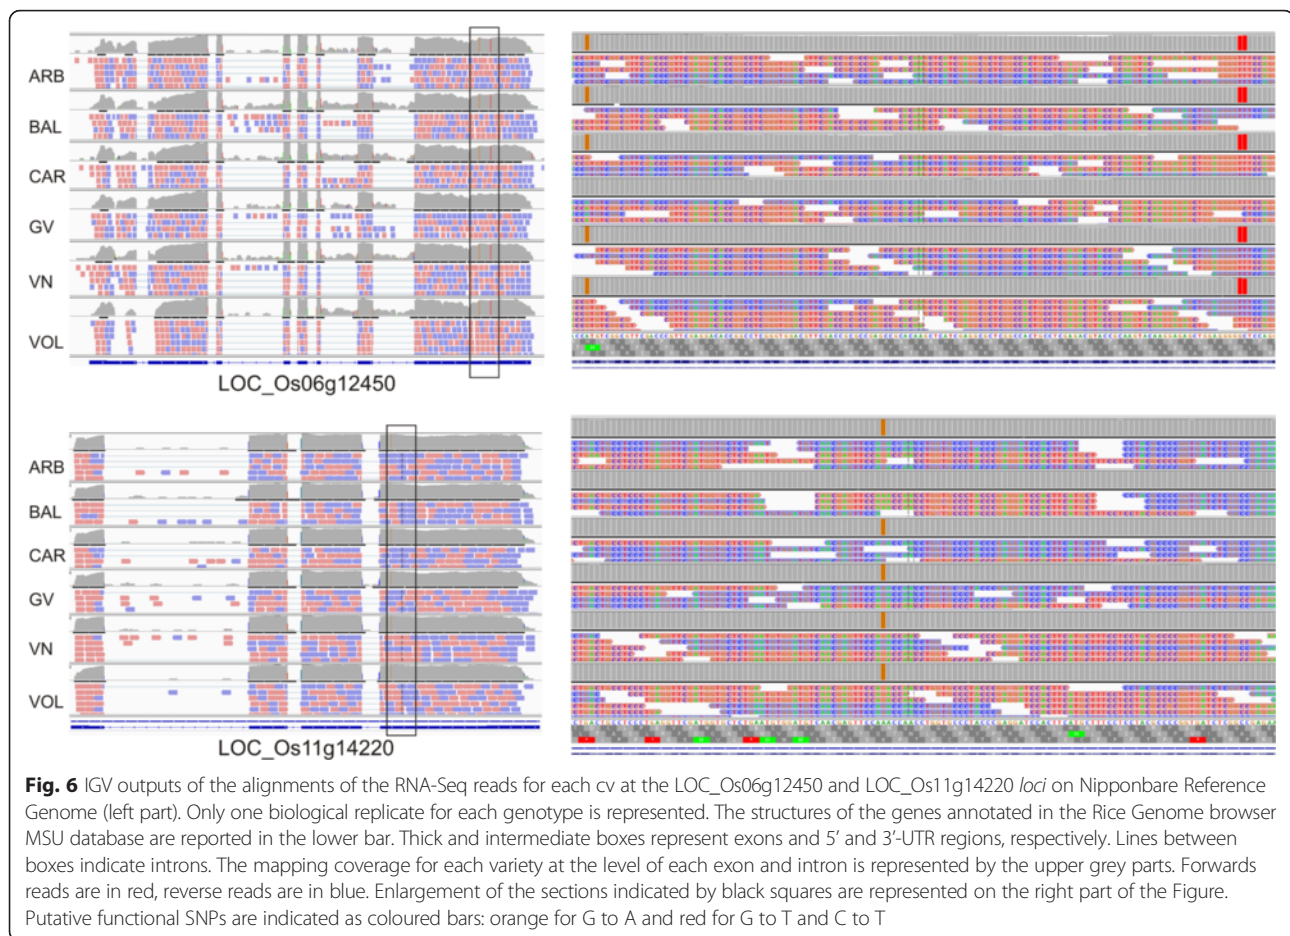 ARB
BAL
CAR
GV
VN
VOL
LOC_Os06g12450
ARB
BAL
CAR
GV
VN
VOL
LOC_Os11g14220
Fig. 6 IGV outputs of the alignments of the RNA-Seq reads for each cv at the LOC_Os06g12450 and LOC_Os11g14220 loci on Nipponbare Reference
Genome (left part). Only one biological replicate for each genotype is represented. The structures of the genes annotated in the Rice Genome browser
MSU database are reported in the lower bar. Thick and intermediate boxes represent exons and 5’ and 3’-UTR regions, respectively. Lines between
boxes indicate introns. The mapping coverage for each variety at the level of each exon and intron is represented by the upper grey parts. Forwards
reads are in red, reverse reads are in blue. Enlargement of the sections indicated by black squares are represented on the right part of the Figure.
Putative functional SNPs are indicated as coloured bars: orange for G to A and red for G to T and C to T